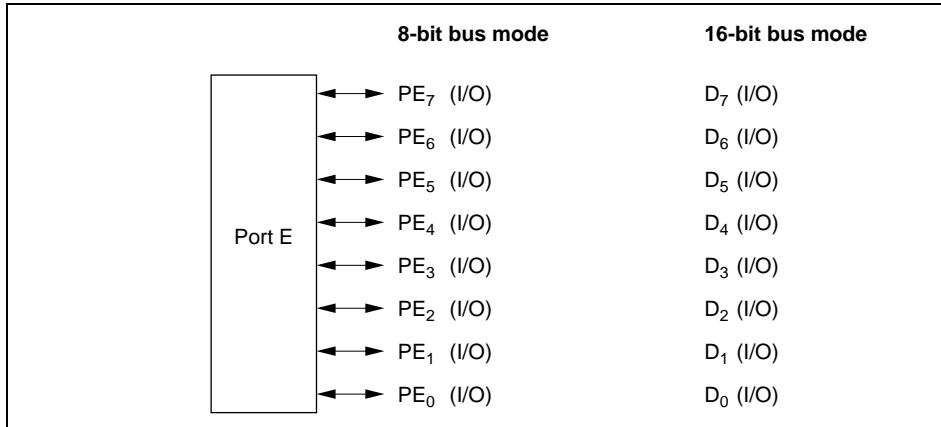 8-bit bus mode 16-bit bus mode
PE₇ (I/O) D₇ (I/O)
PE₆ (I/O) D₆ (I/O)
PE₅ (I/O) D₅ (I/O)
PE₄ (I/O) D₄ (I/O)
Port E
PE₃ (I/O) D₃ (I/O)
PE₂ (I/O) D₂ (I/O)
PE₁ (I/O) D₁ (I/O)
PE₀ (I/O) D₀ (I/O)